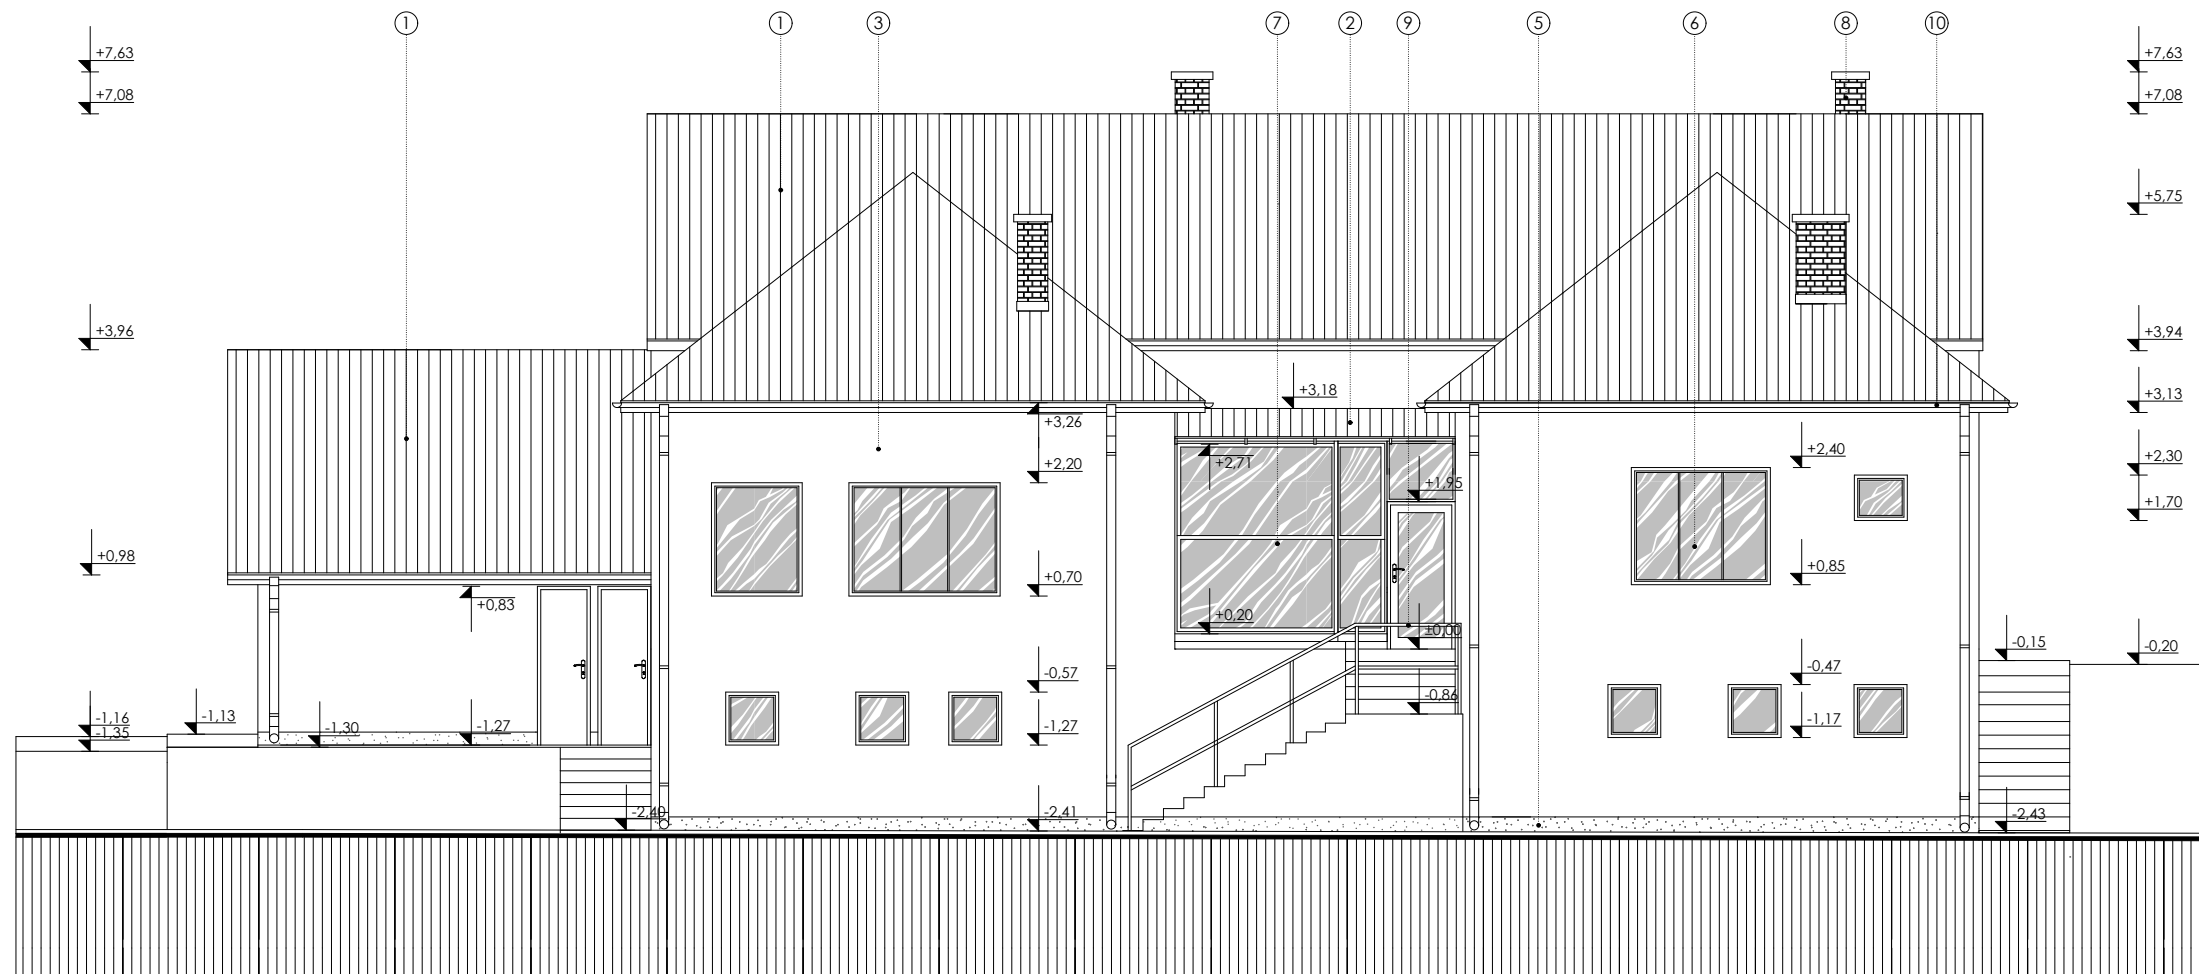 1 1 3 7 2 9 5 6 8 10
+7,63 +7,63
+7,08 +7,08
+5,75
+3,96 +3,94
+3,18 +3,13
+3,26
+2,40
+2,20 +2,71 +2,30
+1,95 +1,70
+0,98 +0,85
+0,83 +0,70 +0,20
±0,00
-0,15 -0,20
-0,57 -0,47
-0,86
-1,16 -1,13
-1,35 -1,30 -1,27 -1,27 -1,17
-2,40 -2,41 -2,43